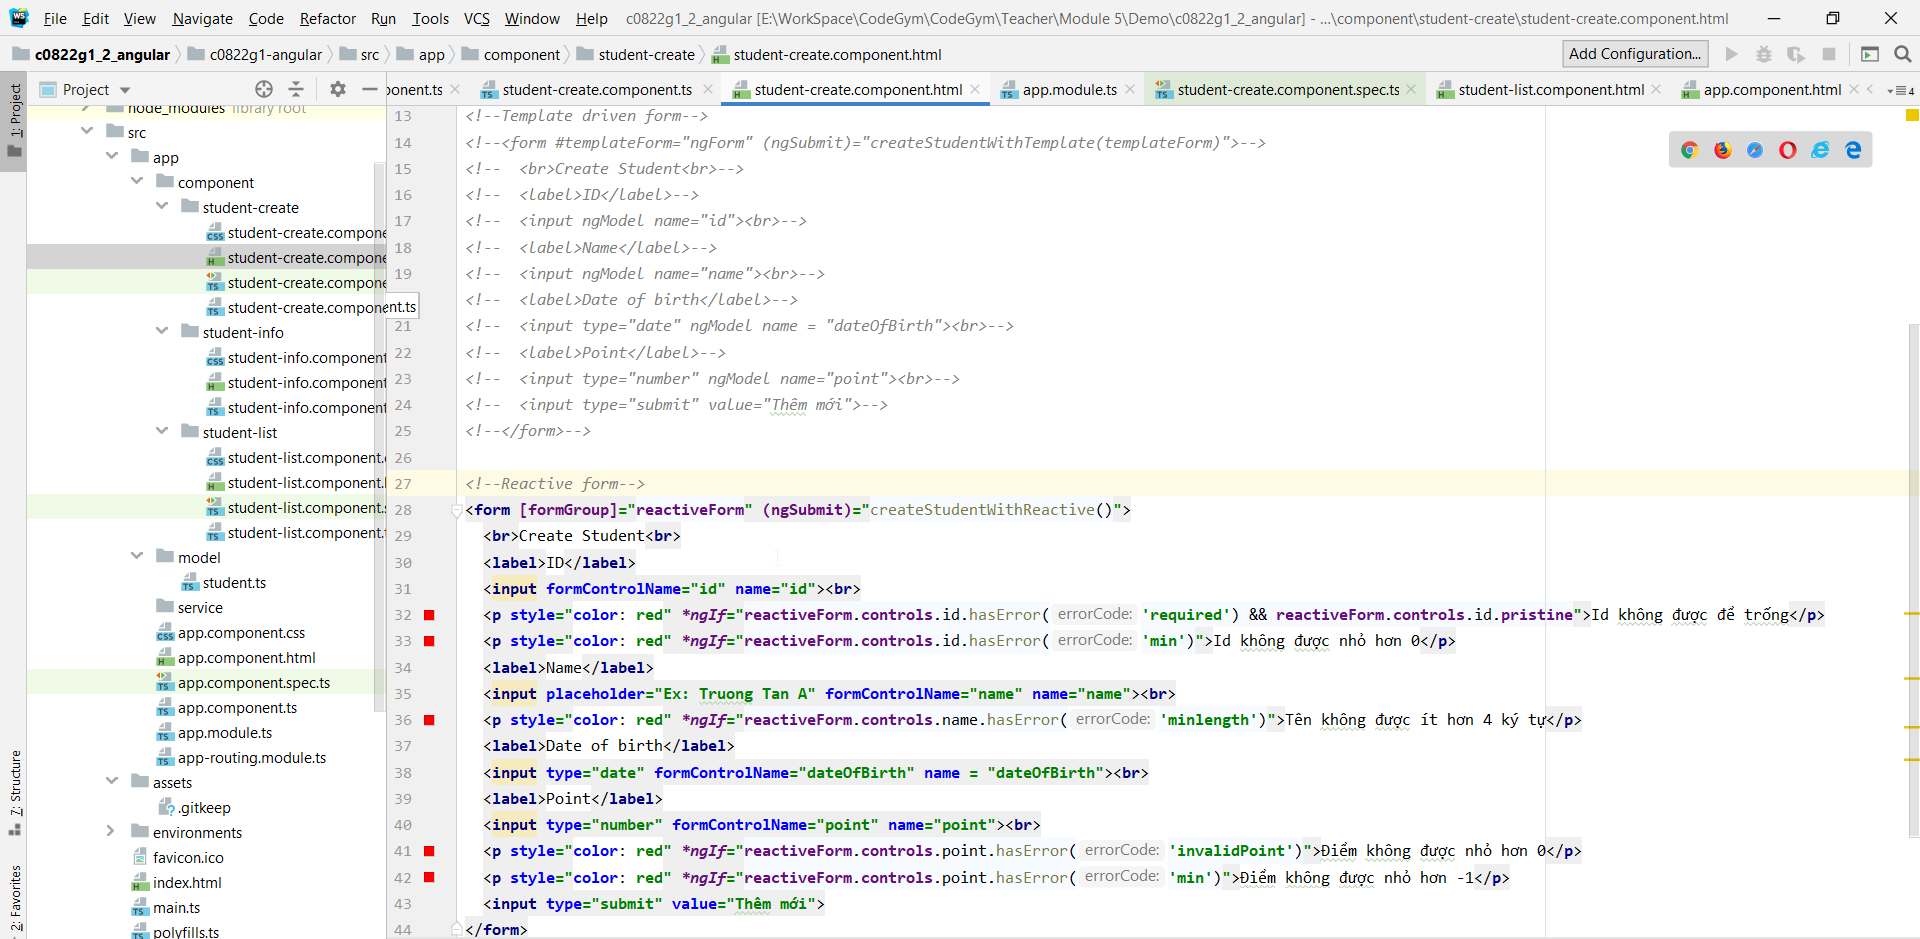 File Edit View Navigate Code Refactor Run Tools VCS Window Help c0822g1_2_angular [E:\WorkSpace\CodeGym\CodeGym\Teacher\Module 5\Demo\c0822g1_2_angular] - ...\component\student-create\student-create.component.html
c0822g1_2_angular c0822g1-angular src app component student-create student-create.component.html Add Configuration...
Project
onent.ts student-create.component.ts student-create.component.html app.module.ts student-create.component.spec.ts student-list.component.html app.component.html 4
1: Project
7: Structure
2: Favorites
node_modules library root
src
app
component
student-create
student-create.compone
student-create.compone
student-create.compone
student-create.component.ts
student-info
student-info.component
student-info.component
student-info.component
student-list
student-list.component.
student-list.component.
student-list.component.
student-list.component.
model
student.ts
service
app.component.css
app.component.html
app.component.spec.ts
app.component.ts
app.module.ts
app-routing.module.ts
assets
.gitkeep
environments
favicon.ico
index.html
main.ts
polyfills.ts
13 <!--Template driven form-->
14 <!--<form #templateForm="ngForm" (ngSubmit)="createStudentWithTemplate(templateForm)">-->
15 <!--  <br>Create Student<br>-->
16 <!--  <label>ID</label>-->
17 <!--  <input ngModel name="id"><br>-->
18 <!--  <label>Name</label>-->
19 <!--  <input ngModel name="name"><br>-->
<!--  <label>Date of birth</label>-->
21 <!--  <input type="date" ngModel name = "dateOfBirth"><br>-->
22 <!--  <label>Point</label>-->
23 <!--  <input type="number" ngModel name="point"><br>-->
24 <!--  <input type="submit" value="Thêm mới">-->
25 <!--</form>-->
26
27 <!--Reactive form-->
28 <form [formGroup]="reactiveForm" (ngSubmit)="createStudentWithReactive()">
29 <br>Create Student<br>
30 <label>ID</label>
31 <input formControlName="id" name="id"><br>
32 <p style="color: red" *ngIf="reactiveForm.controls.id.hasError( errorCode: 'required') && reactiveForm.controls.id.pristine">Id không được để trống</p>
33 <p style="color: red" *ngIf="reactiveForm.controls.id.hasError( errorCode: 'min')">Id không được nhỏ hơn 0</p>
34 <label>Name</label>
35 <input placeholder="Ex: Truong Tan A" formControlName="name" name="name"><br>
36 <p style="color: red" *ngIf="reactiveForm.controls.name.hasError( errorCode: 'minlength')">Tên không được ít hơn 4 ký tự</p>
37 <label>Date of birth</label>
38 <input type="date" formControlName="dateOfBirth" name = "dateOfBirth"><br>
39 <label>Point</label>
40 <input type="number" formControlName="point" name="point"><br>
41 <p style="color: red" *ngIf="reactiveForm.controls.point.hasError( errorCode: 'invalidPoint')">Điểm không được nhỏ hơn 0</p>
42 <p style="color: red" *ngIf="reactiveForm.controls.point.hasError( errorCode: 'min')">Điểm không được nhỏ hơn -1</p>
43 <input type="submit" value="Thêm mới">
44 </form>